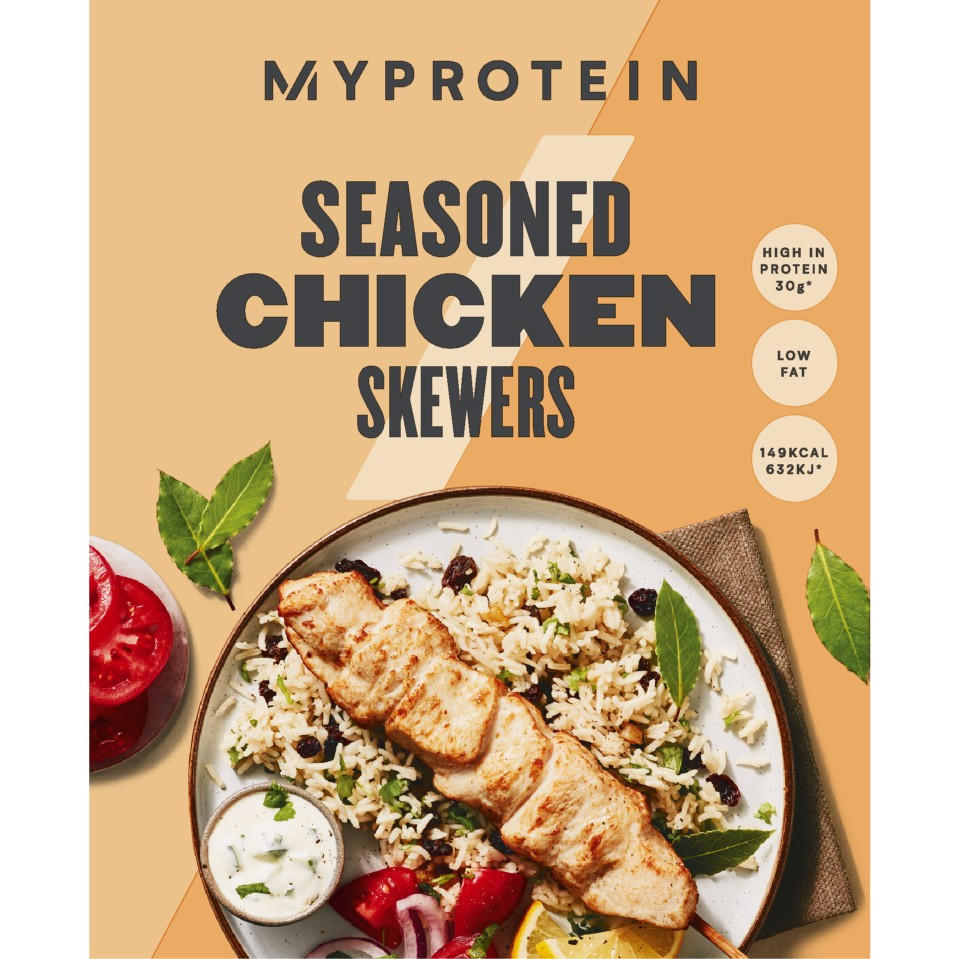 MYPROTEIN
SEASONED
CHICKEN
SKEWERS
HIGH IN
PROTEIN
30g*
LOW
FAT
149KCAL
632KJ*